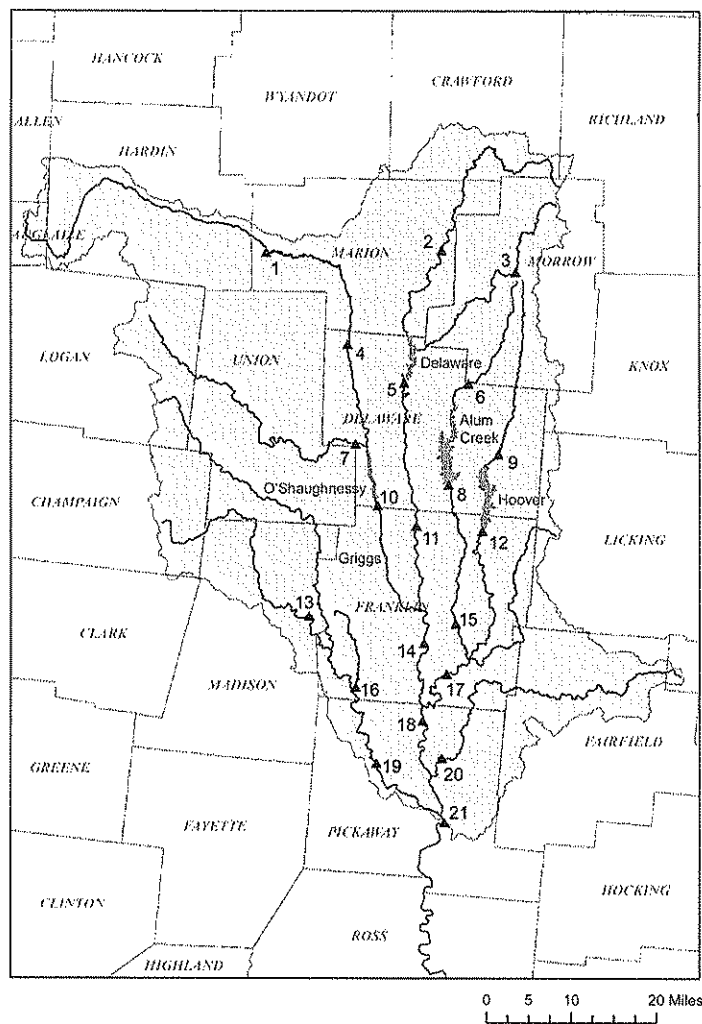 HANCOCK
CRAWFORD
WYANDOT
RICHLAND
ALLEN
HARDIN
AUGLAIZE
MARION
2
3
MORROW
1
LOGAN
UNION
4
Delaware
KNOX
5
6
DELAWARE
Alum
Creek
7
9
O'Shaughnessy
8
Hoover
CHAMPAIGN
10
11
12
LICKING
Griggs
13
FRANKLIN
CLARK
15
14
MADISON
16
17
18
FAIRFIELD
GREENE
19
20
21
FAYETTE
PICKAWAY
HOCKING
CLINTON
ROSS
HIGHLAND
0 5 10 20 Miles